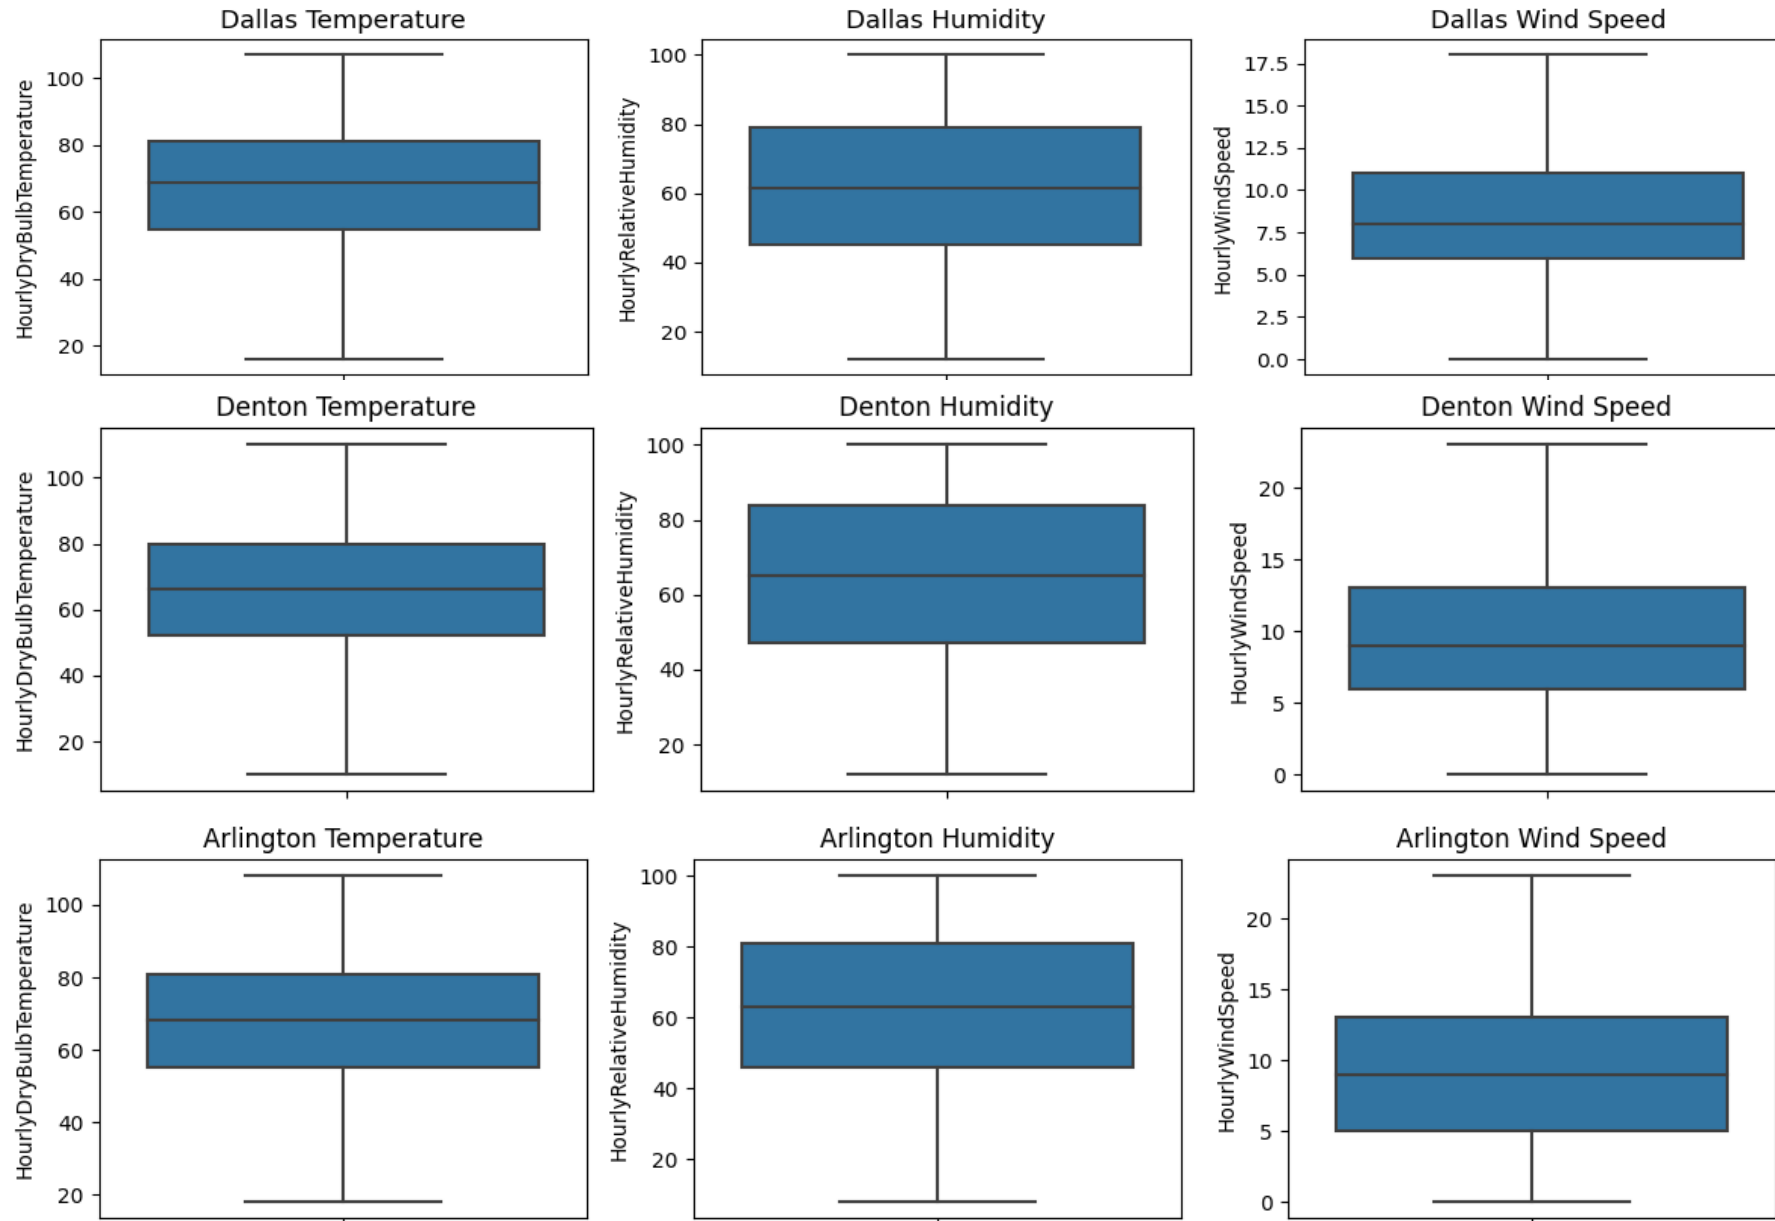 Dallas Temperature
HourlyDryBulbTemperature
100
80
60
40
20
Dallas Humidity
HourlyRelativeHumidity
100
80
60
40
20
Dallas Wind Speed
HourlyWindSpeed
17.5
15.0
12.5
10.0
7.5
5.0
2.5
0.0
Denton Temperature
HourlyDryBulbTemperature
100
80
60
40
20
Denton Humidity
HourlyRelativeHumidity
100
80
60
40
20
Denton Wind Speed
HourlyWindSpeed
20
15
10
5
0
Arlington Temperature
HourlyDryBulbTemperature
100
80
60
40
20
Arlington Humidity
HourlyRelativeHumidity
100
80
60
40
20
Arlington Wind Speed
HourlyWindSpeed
20
15
10
5
0